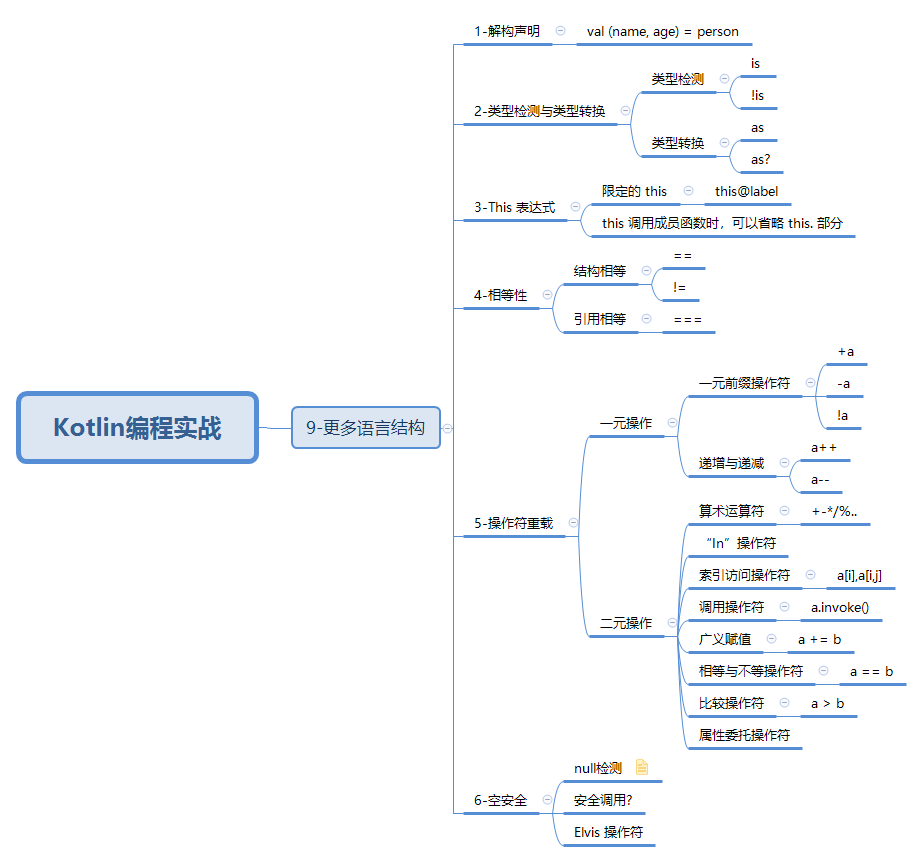 Kotlin编程实战
9-更多语言结构
1-解构声明
val (name, age) = person
2-类型检测与类型转换
类型检测
is
!is
类型转换
as
as?
3-This 表达式
限定的 this
this@label
this 调用成员函数时，可以省略 this. 部分
4-相等性
结构相等
==
!=
引用相等
===
5-操作符重载
一元操作
一元前缀操作符
+a
-a
!a
递增与递减
a++
a--
二元操作
算术运算符
+-*/%..
“In”操作符
索引访问操作符
a[i],a[i,j]
调用操作符
a.invoke()
广义赋值
a += b
相等与不等操作符
a == b
比较操作符
a > b
属性委托操作符
6-空安全
null检测
安全调用?
Elvis 操作符